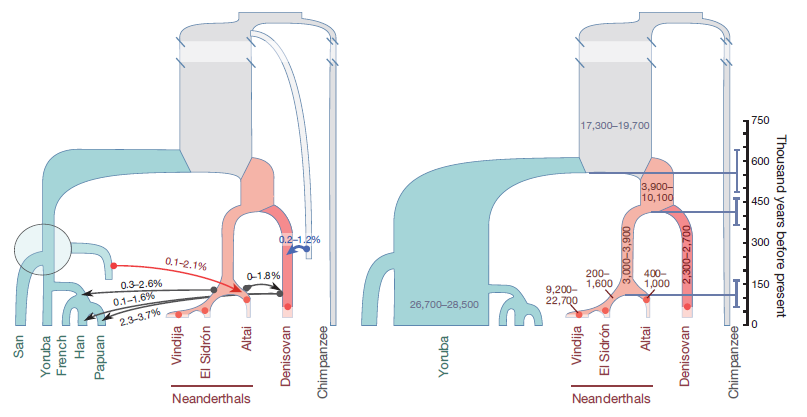 0.2–1.2%
0.1–2.1%
0–1.8%
0.3–2.6%
0.1–1.6%
2.3–3.7%
San
Yoruba
French
Han
Papuan
Vindija
El Sidrón
Altai
Denisovan
Chimpanzee
Neanderthals
17,300–19,700
3,900–
10,100
3,000–3,900
2,300–2,700
200–
1,600
400–
1,000
9,200–
22,700
26,700–28,500
Yoruba
Vindija
El Sidrón
Altai
Denisovan
Chimpanzee
Neanderthals
750
600
450
300
150
0
Thousand years before present